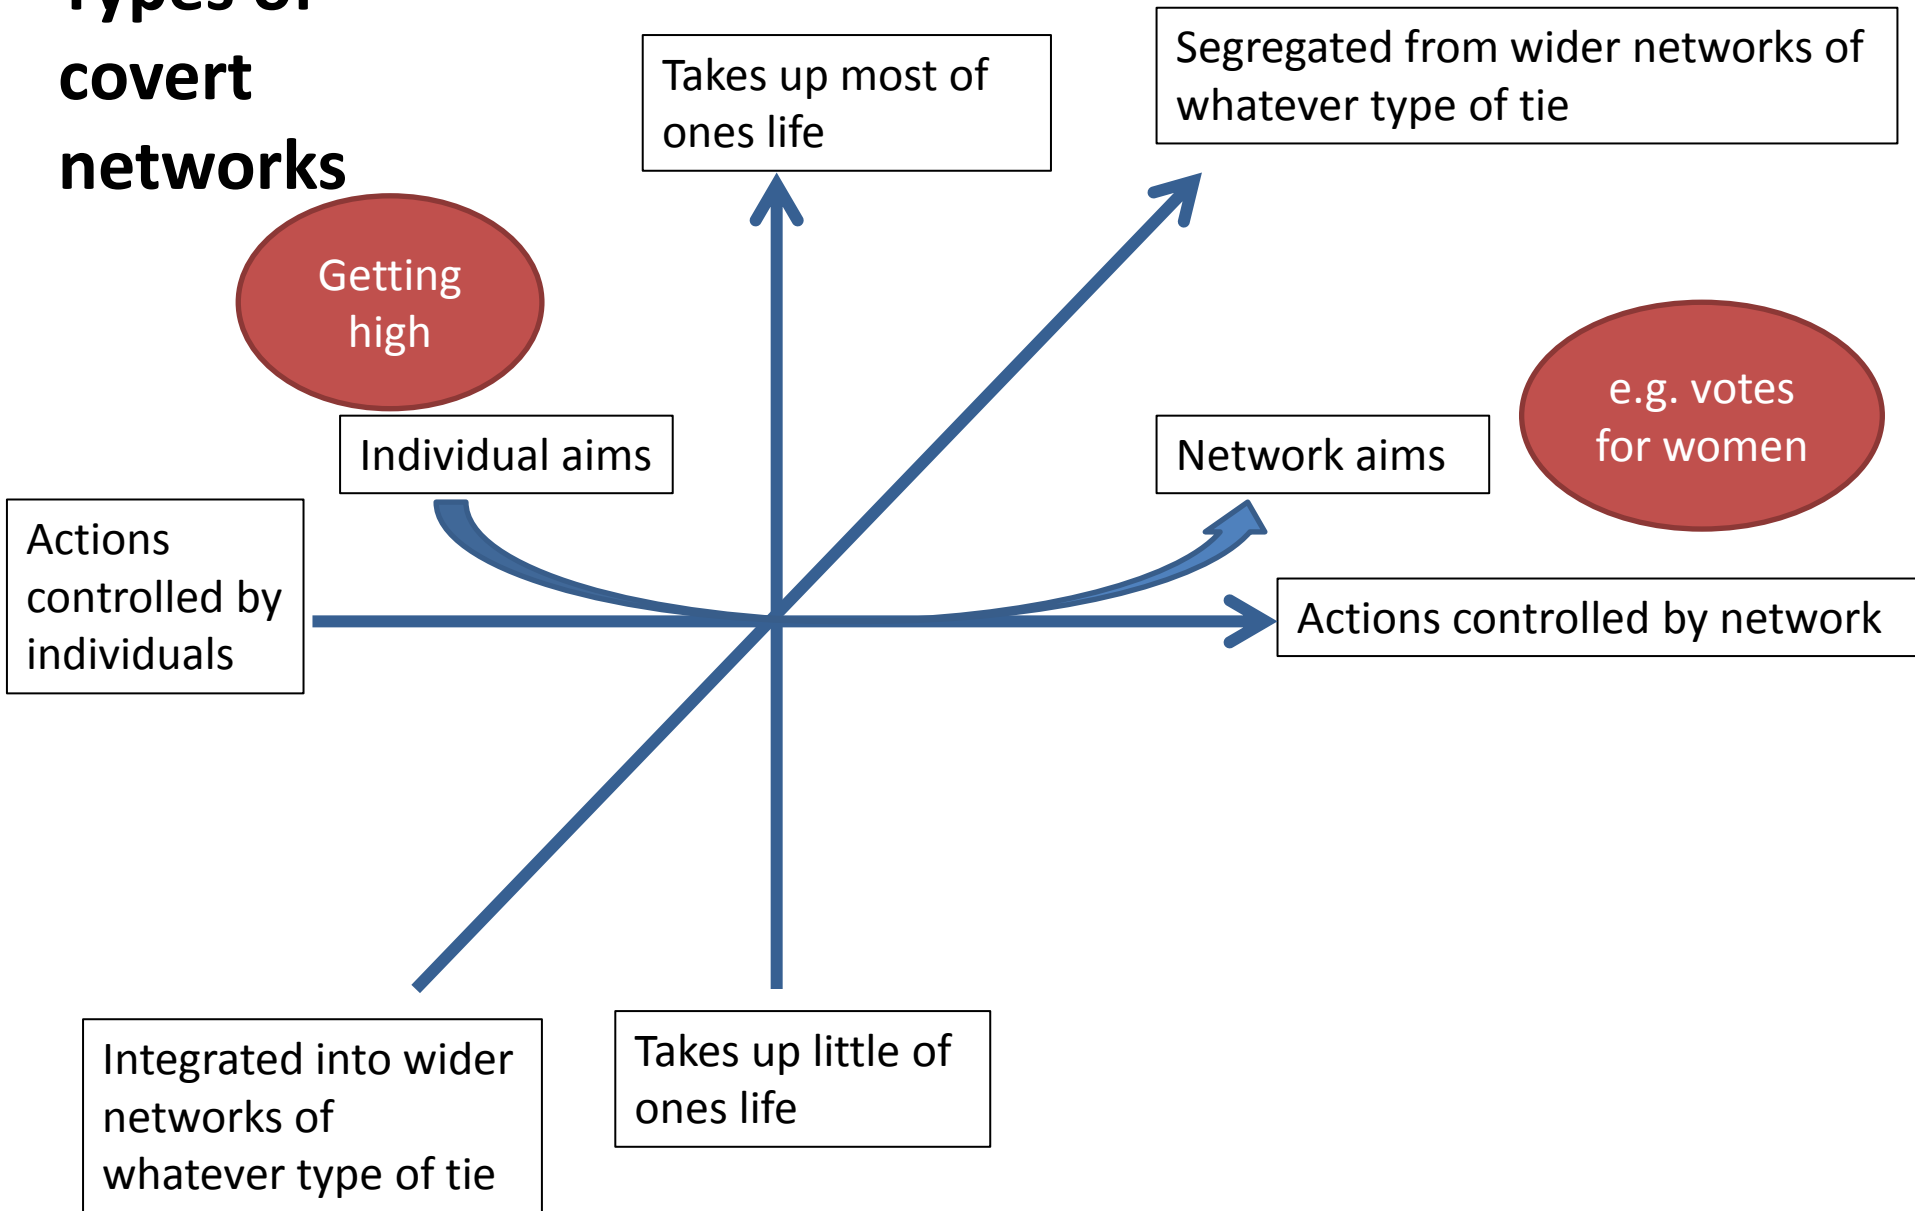 Types of
covert
networks
Takes up most of
ones life
Segregated from wider networks of
whatever type of tie
Getting
high
e.g. votes
for women
Individual aims
Network aims
Actions
controlled by
individuals
Actions controlled by network
Integrated into wider
networks of
whatever type of tie
Takes up little of
ones life